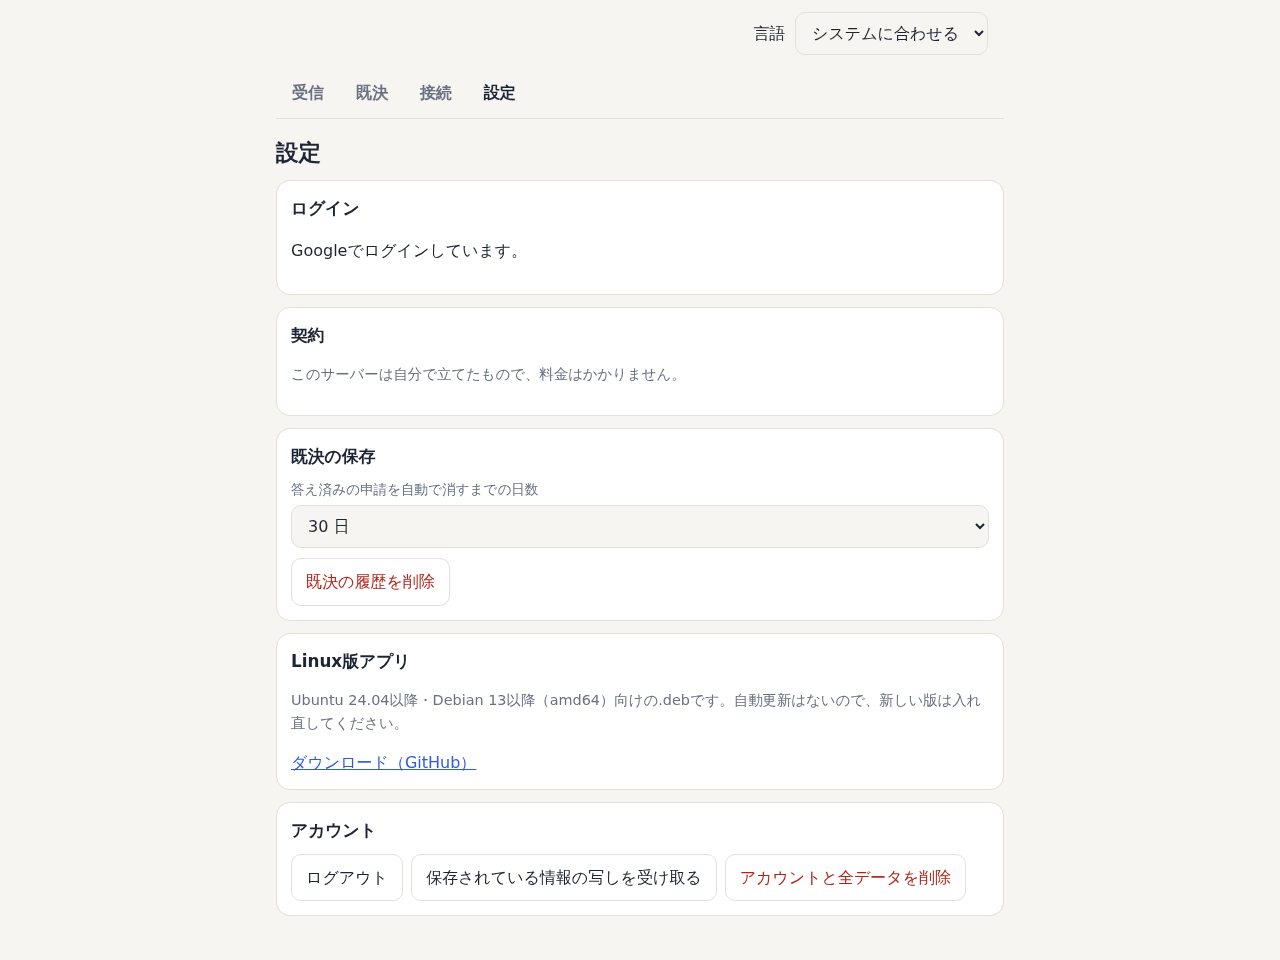 言語 システムに合わせる
受信 既決 接続 設定
設定
ログイン
Googleでログインしています。
契約
このサーバーは自分で立てたもので、料金はかかりません。
既決の保存
答え済みの申請を自動で消すまでの日数
30 日
既決の履歴を削除
Linux版アプリ
Ubuntu 24.04以降・Debian 13以降（amd64）向けの.debです。自動更新はないので、新しい版は入れ
直してください。
ダウンロード（GitHub）
アカウント
ログアウト 保存されている情報の写しを受け取る アカウントと全データを削除